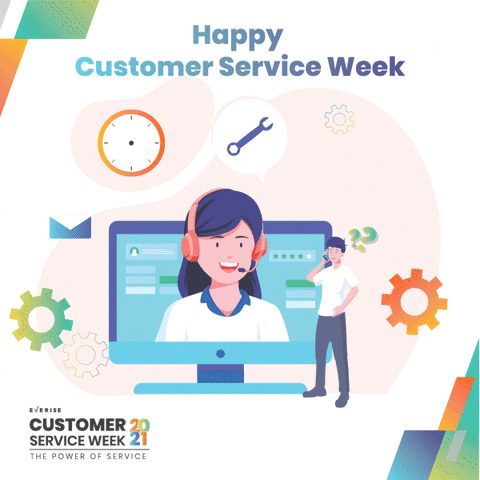 Happy
Customer Service Week
??
EVERISE
CUSTOMER 20
SERVICE WEEK 21
THE POWER OF SERVICE